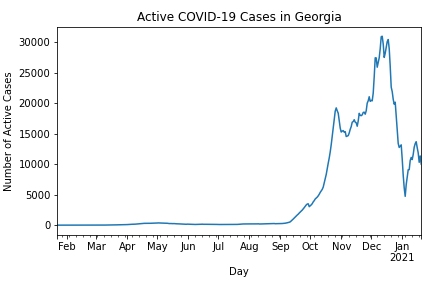 Active COVID-19 Cases in Georgia
Number of Active Cases
30000
25000
20000
15000
10000
5000
0
Feb Mar Apr May Jun Jul Aug Sep Oct Nov Dec Jan
2021
Day